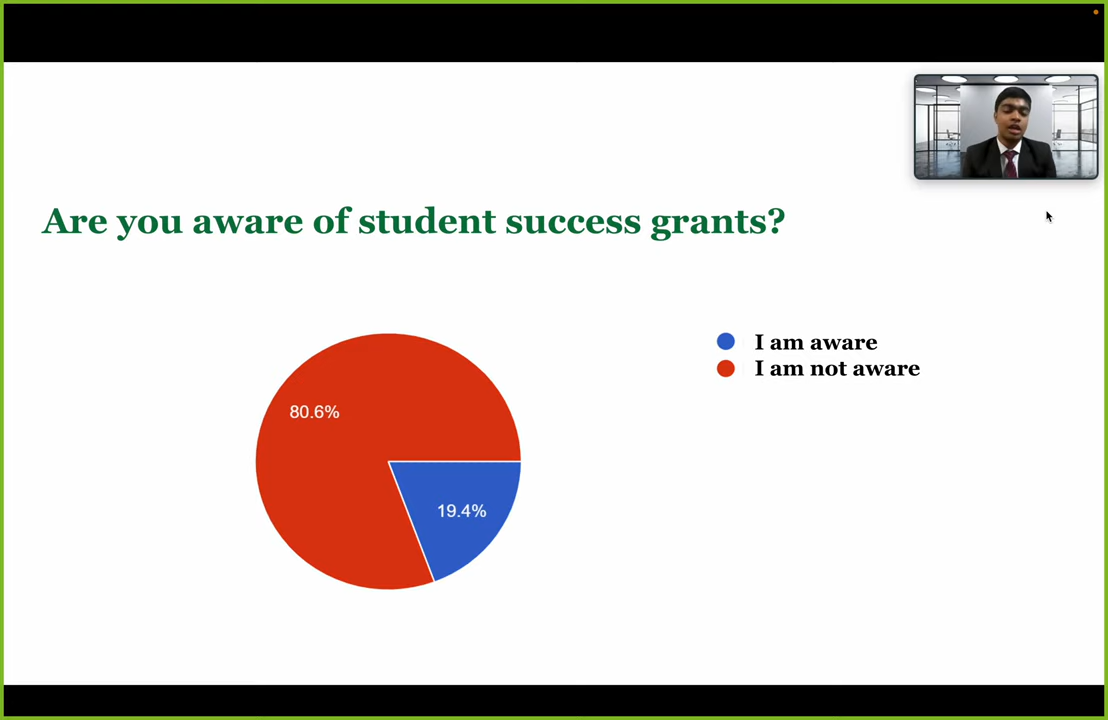 Are you aware of student success grants?
I am aware
I am not aware
80.6%
19.4%